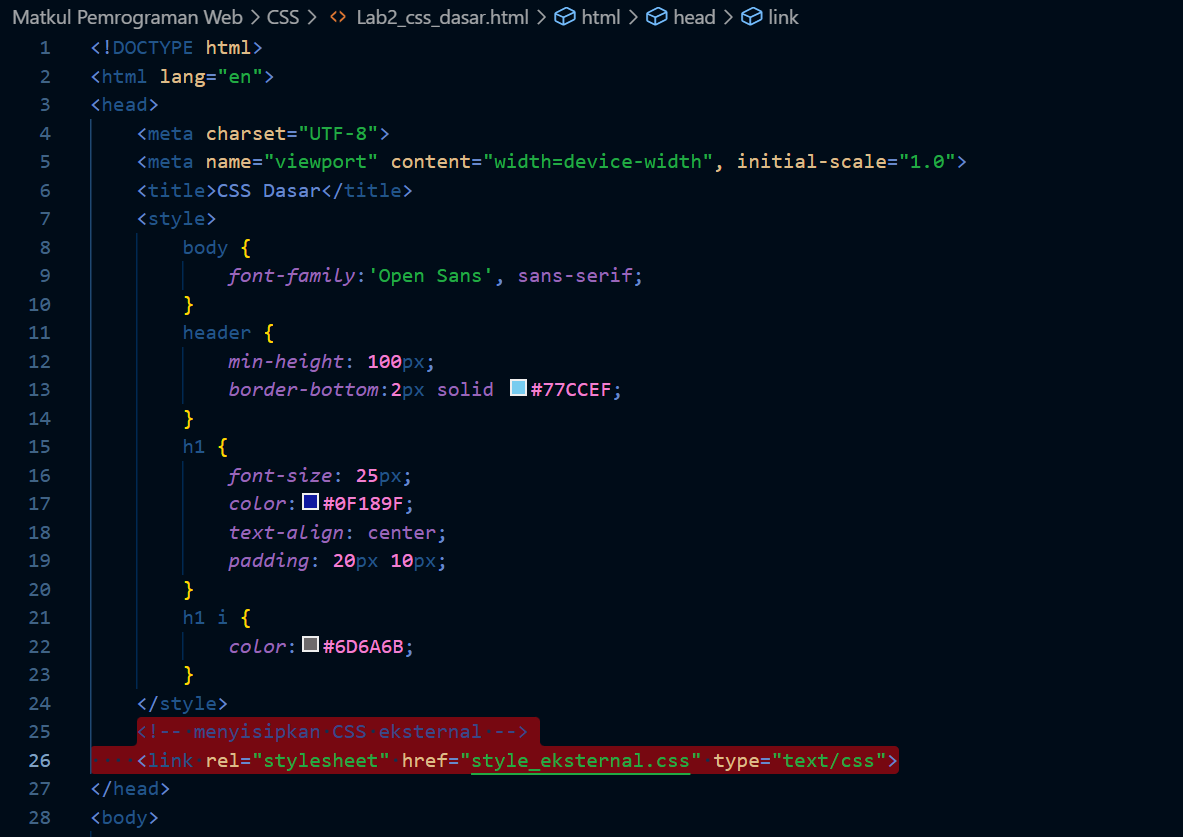 Matkul Pemrograman Web > CSS > <> Lab2_css_dasar.html > html > head > link
1 <!DOCTYPE html>
2 <html lang="en">
3 <head>
4 <meta charset="UTF-8">
5 <meta name="viewport" content="width=device-width", initial-scale="1.0">
6 <title>CSS Dasar</title>
7 <style>
8 body {
9 font-family:'Open Sans', sans-serif;
10 }
11 header {
12 min-height: 100px;
13 border-bottom:2px solid #77CCEF;
14 }
15 h1 {
16 font-size: 25px;
17 color:#0F189F;
18 text-align: center;
19 padding: 20px 10px;
20 }
21 h1 i {
22 color:#6D6A6B;
23 }
24 </style>
25 <!-- menyisipkan CSS eksternal -->
26 <link rel="stylesheet" href="style_eksternal.css" type="text/css">
27 </head>
28 <body>